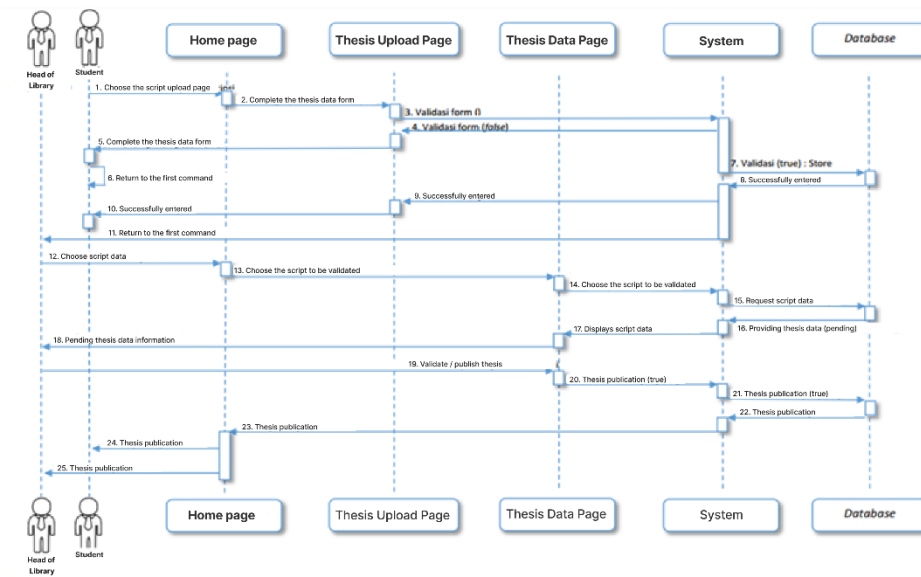 Home page
Thesis Upload Page
Thesis Data Page
System
Database
Head of
Library
Student
1. Choose the script upload page
2. Complete the thesis data form
3. Validasi form ()
4. Validasi form (false)
5. Complete the thesis data form
6. Return to the first command
7. Validasi (true) : Store
8. Successfully entered
9. Successfully entered
10. Successfully entered
11. Return to the first command
12. Choose script data
13. Choose the script to be validated
14. Choose the script to be validated
15. Request script data
16. Providing thesis data (pending)
17. Displays script data
18. Pending thesis data information
19. Validate / publish thesis
20. Thesis publication (true)
21. Thesis publication (true)
22. Thesis publication
23. Thesis publication
24. Thesis publication
25. Thesis publication
Home page
Thesis Upload Page
Thesis Data Page
System
Database
Head of
Library
Student